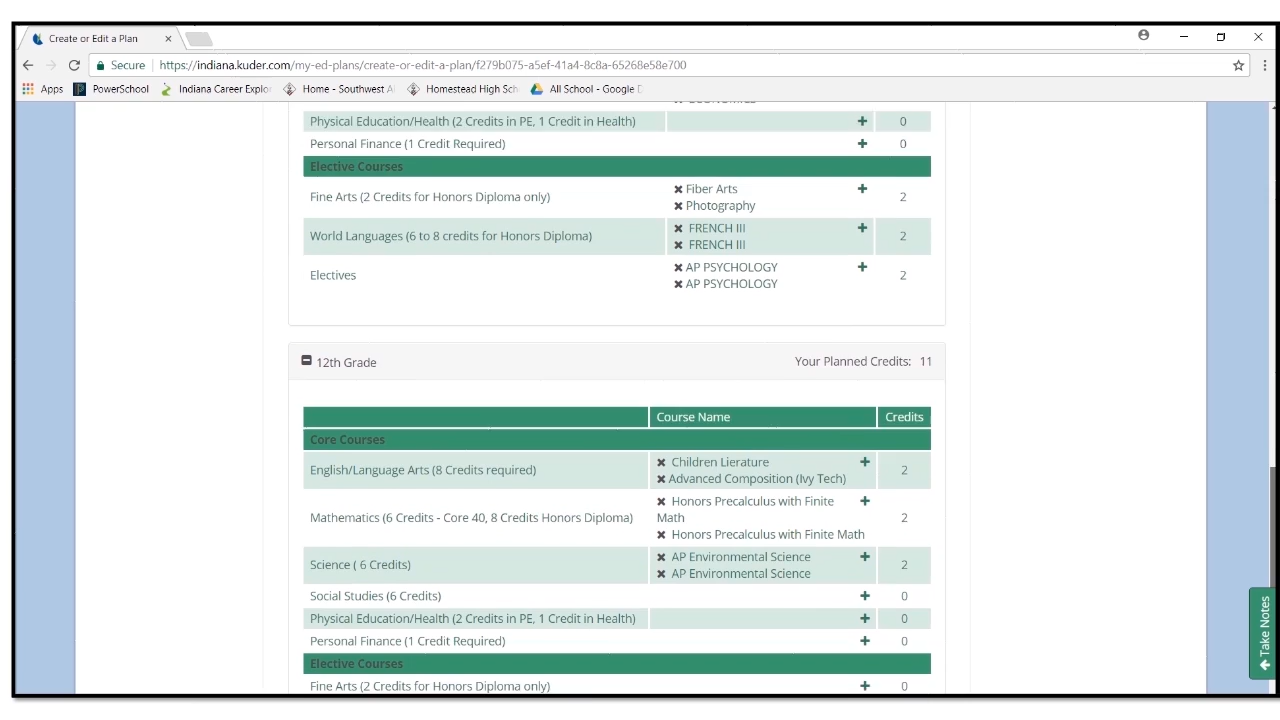 Create or Edit a Plan
Secure https://indiana.kuder.com/my-ed-plans/create-or-edit-a-plan/f279b075-a5ef-41a4-8c8a-65268e58e700
Apps PowerSchool Indiana Career Explor Home - Southwest Al Homestead High Sch All School - Google D
Physical Education/Health (2 Credits in PE, 1 Credit in Health) 0
Personal Finance (1 Credit Required) 0
Elective Courses
Fine Arts (2 Credits for Honors Diploma only) 2
Fiber Arts
Photography
World Languages (6 to 8 credits for Honors Diploma) 2
FRENCH III
FRENCH III
Electives 2
AP PSYCHOLOGY
AP PSYCHOLOGY
12th Grade Your Planned Credits: 11
Course Name Credits
Core Courses
English/Language Arts (8 Credits required) 2
Children Lierature
Advanced Composition (Ivy Tech)
Mathematics (6 Credits - Core 40, 8 Credits Honors Diploma) 2
Honors Precalculus with Finite
Math
Honors Precalculus with Finite Math
Science ( 6 Credits) 2
AP Environmental Science
AP Environmental Science
Social Studies (6 Credits) 0
Physical Education/Health (2 Credits in PE, 1 Credit in Health) 0
Personal Finance (1 Credit Required) 0
Elective Courses
Fine Arts (2 Credits for Honors Diploma only) 0
Take Notes